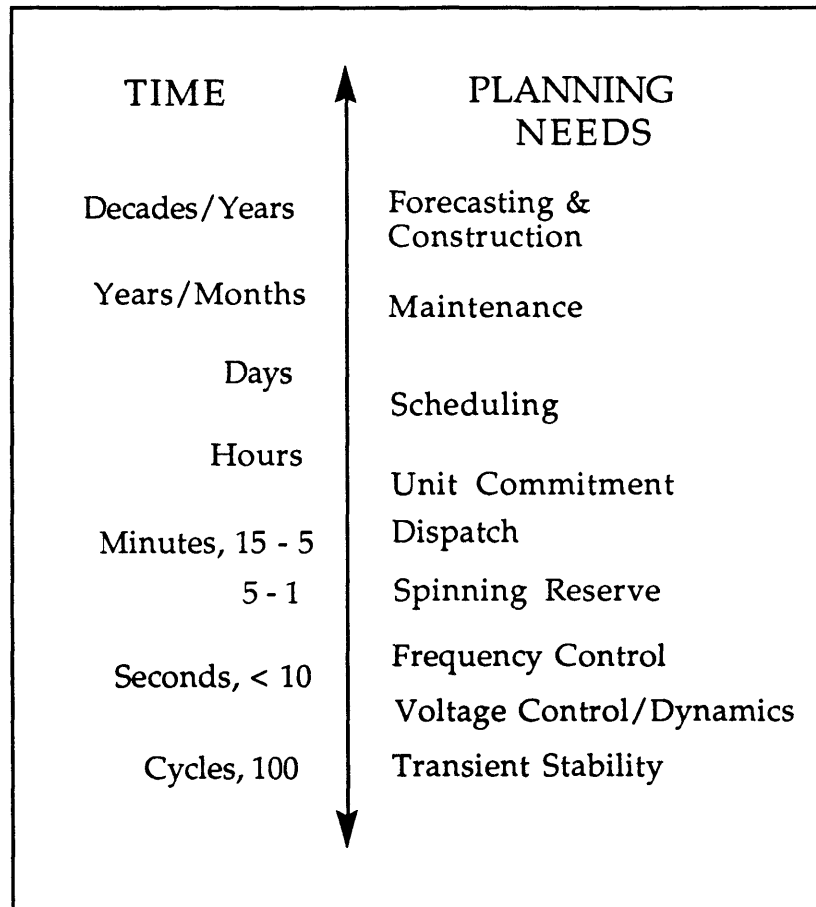 TIME
PLANNING
NEEDS
Decades/Years
Forecasting &
Construction
Years/Months
Maintenance
Days
Scheduling
Hours
Unit Commitment
Minutes, 15 - 5
Dispatch
5 - 1
Spinning Reserve
Frequency Control
Seconds, < 10
Voltage Control/Dynamics
Cycles, 100
Transient Stability